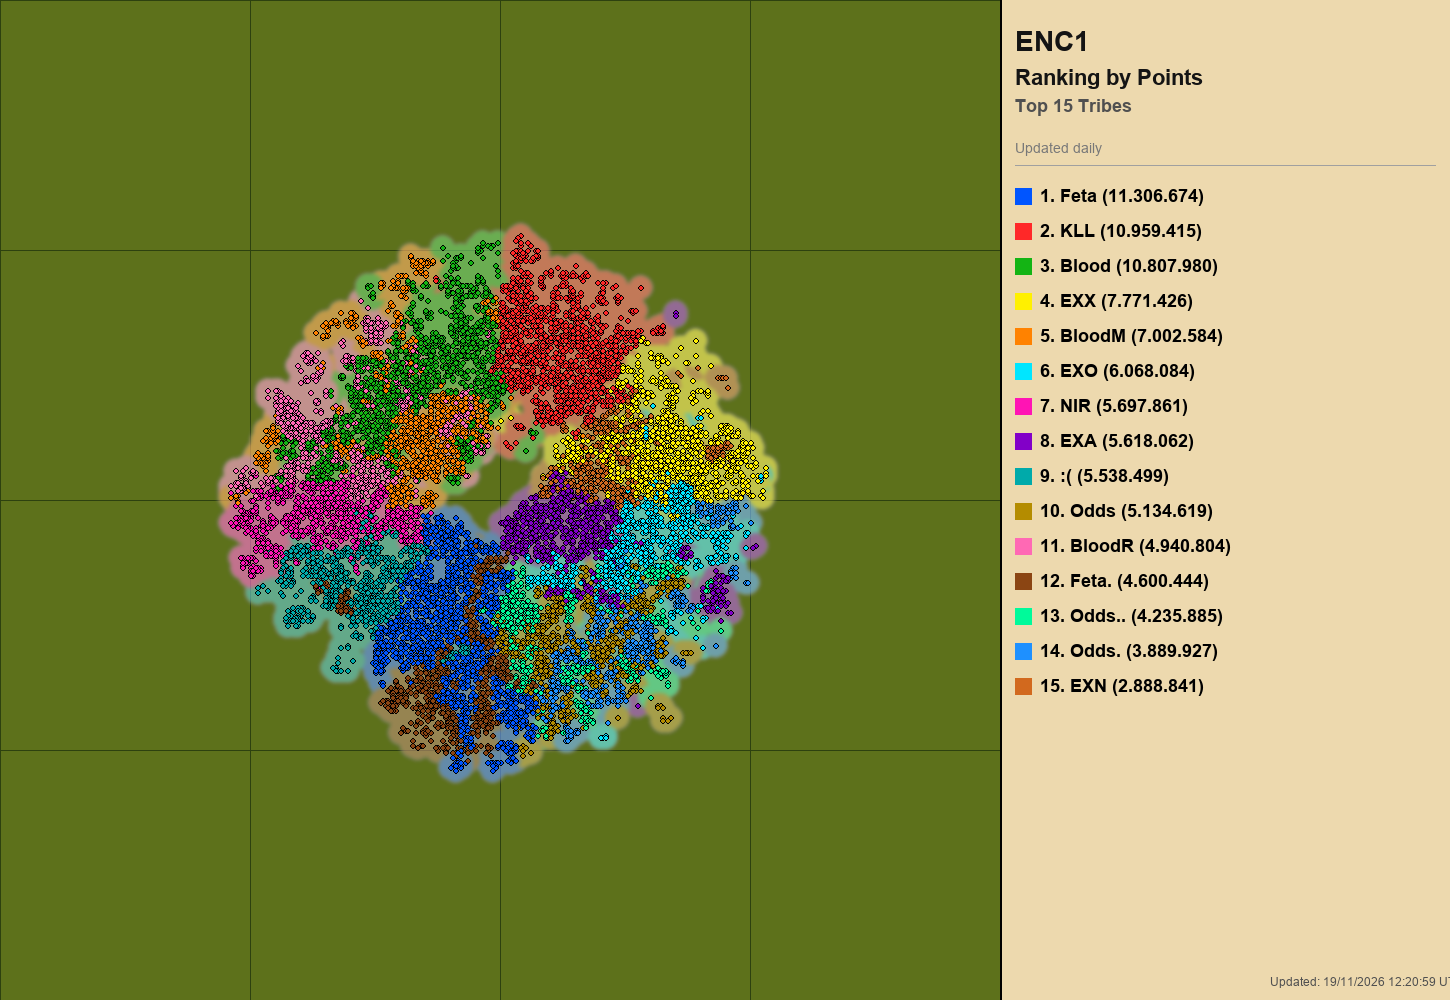 ENC1
Ranking by Points
Top 15 Tribes
Updated daily
1. Feta (11.306.674)
2. KLL (10.959.415)
3. Blood (10.807.980)
4. EXX (7.771.426)
5. BloodM (7.002.584)
6. EXO (6.068.084)
7. NIR (5.697.861)
8. EXA (5.618.062)
9. :( (5.538.499)
10. Odds (5.134.619)
11. BloodR (4.940.804)
12. Feta. (4.600.444)
13. Odds.. (4.235.885)
14. Odds. (3.889.927)
15. EXN (2.888.841)
Updated: 19/11/2026 12:20:59